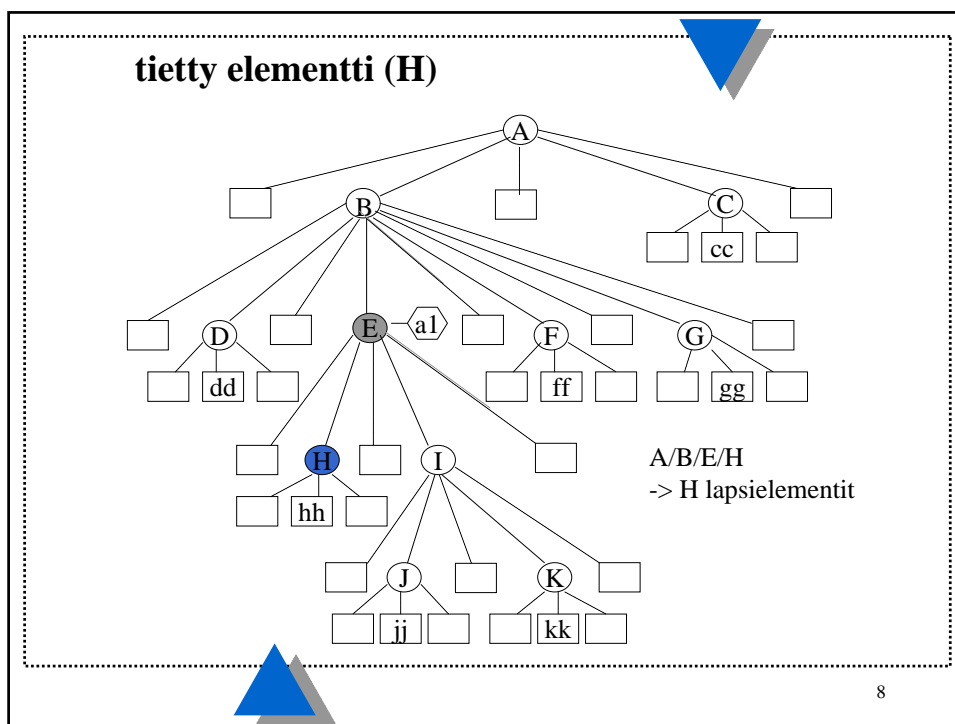 tietty elementti (H)
A
B
C
cc
D
E
a1
F
G
dd
ff
gg
H
I
A/B/E/H
-> H lapsielementit
hh
J
K
jj
kk
8